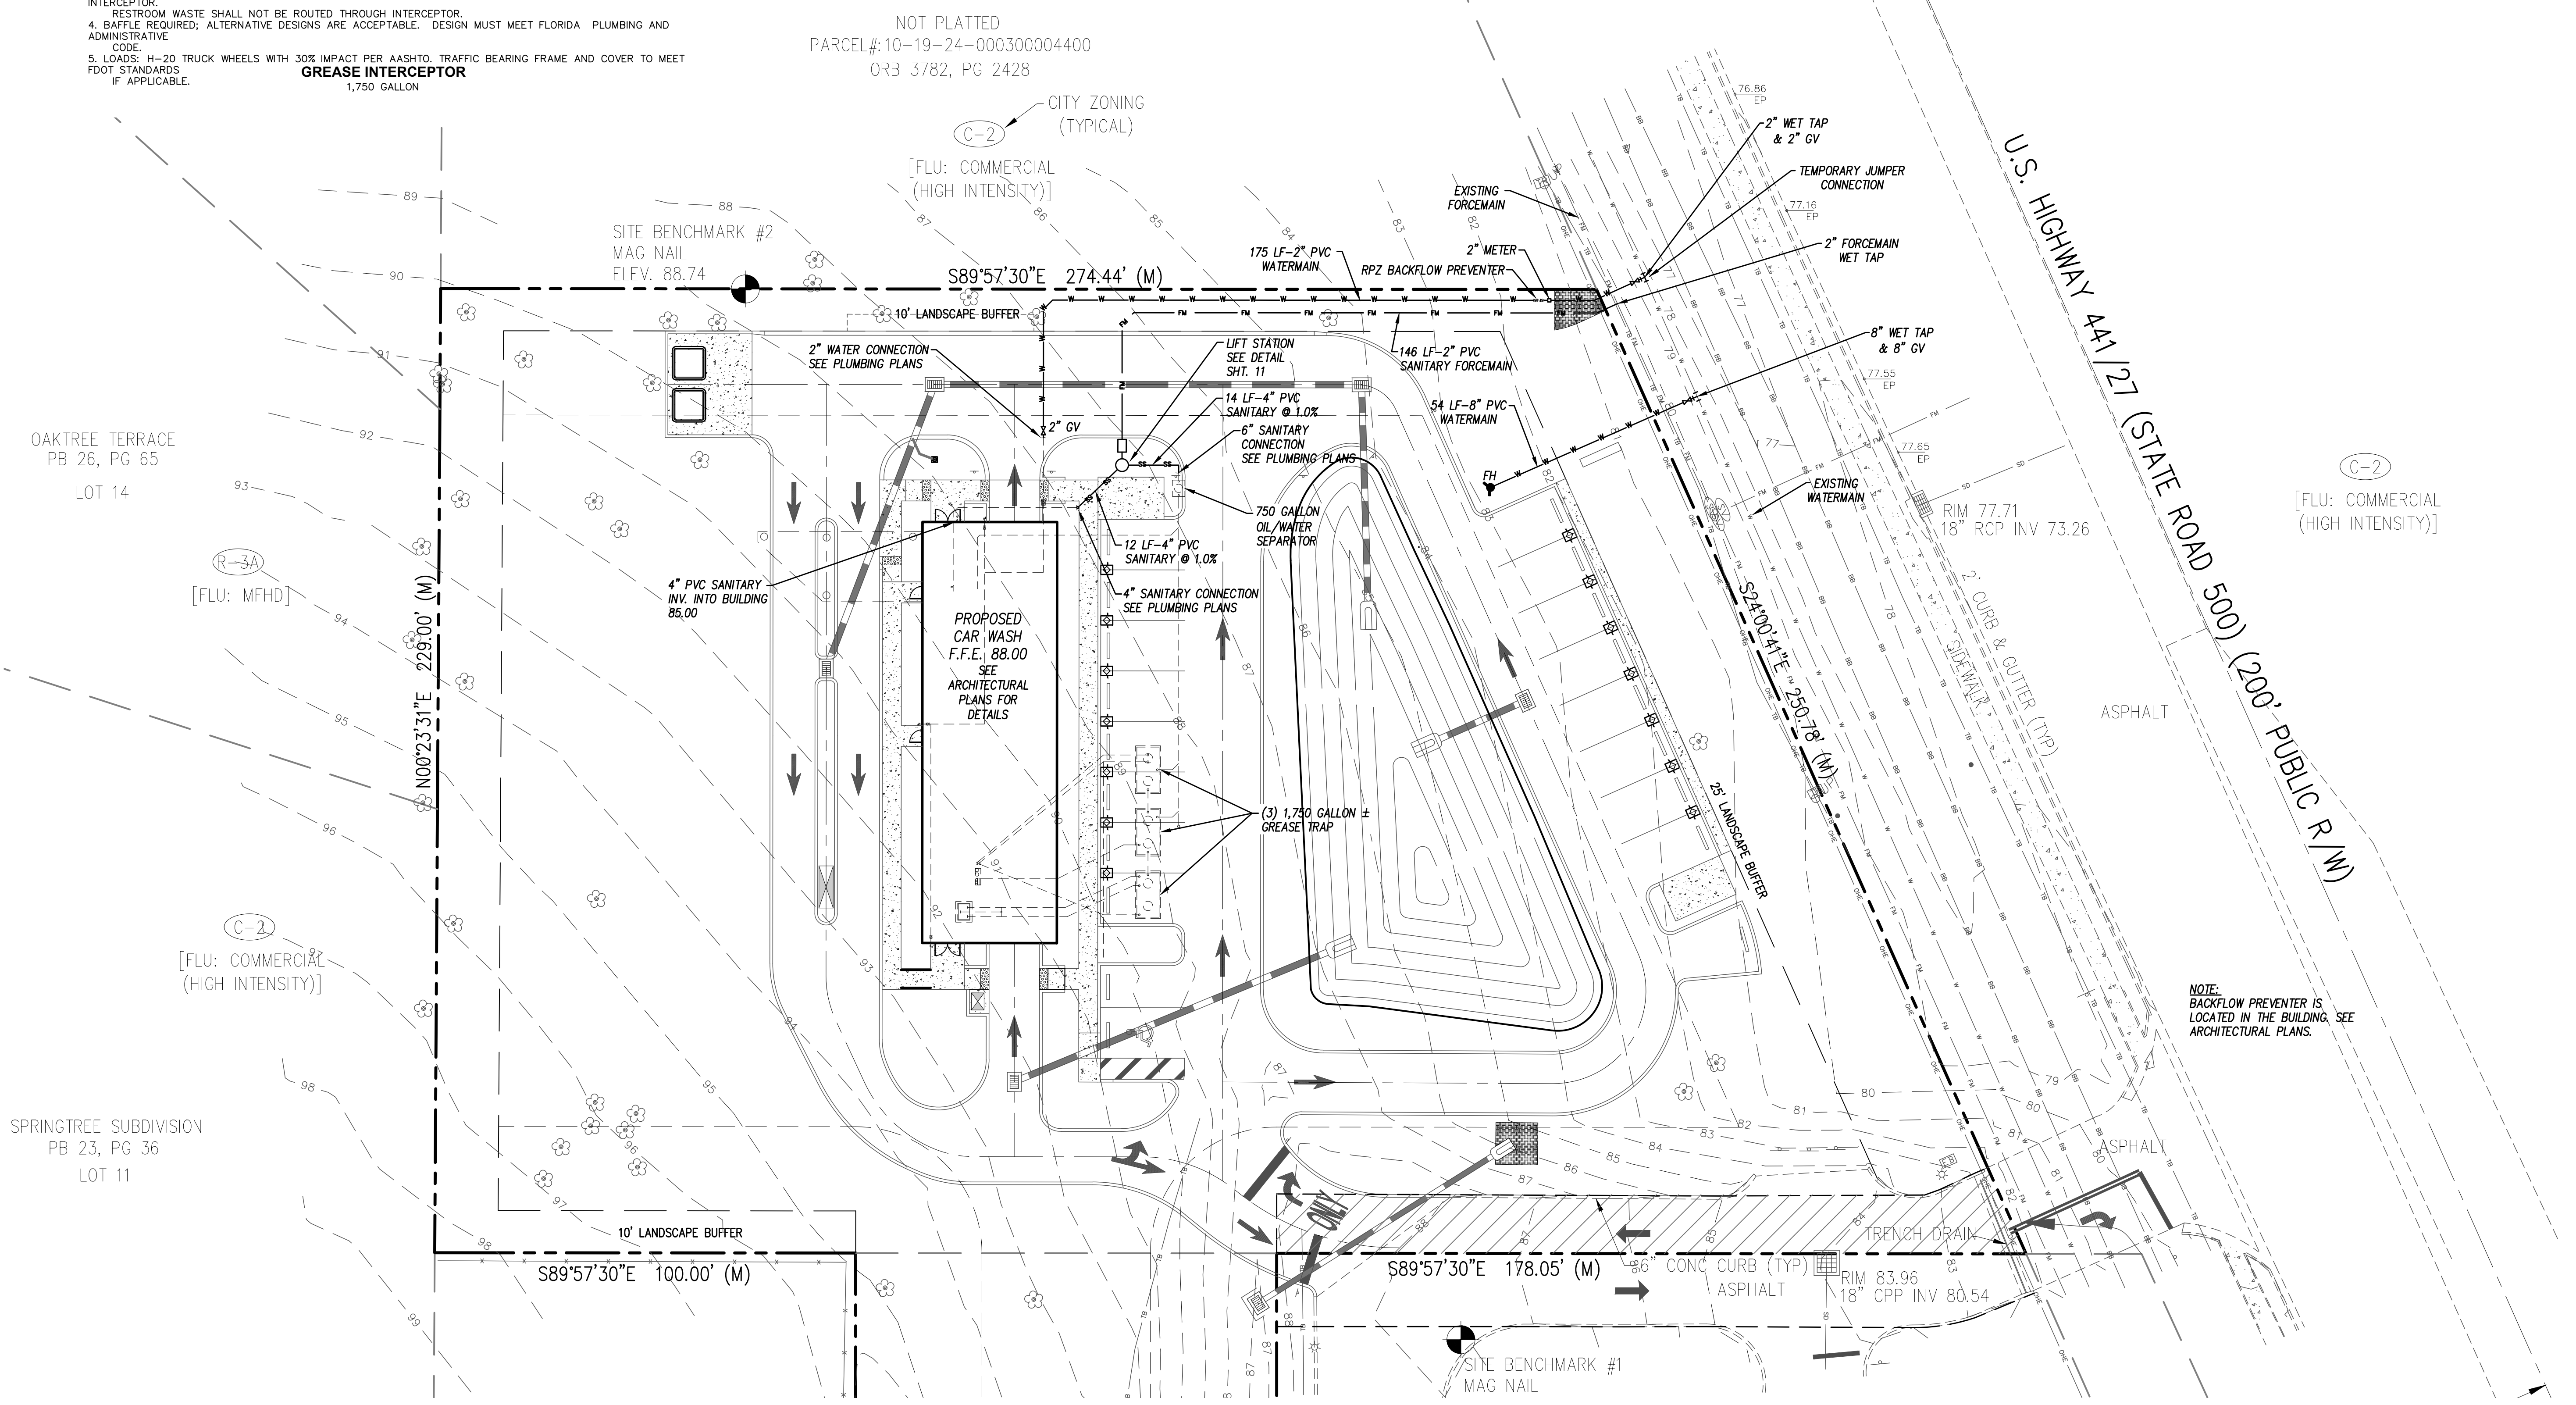 INTERCEPTOR.
RESTROOM WASTE SHALL NOT BE ROUTED THROUGH INTERCEPTOR.
4. BAFFLE REQUIRED; ALTERNATIVE DESIGNS ARE ACCEPTABLE. DESIGN MUST MEET FLORIDA PLUMBING AND
ADMINISTRATIVE
CODE.
5. LOADS: H-20 TRUCK WHEELS WITH 30% IMPACT PER AASHTO. TRAFFIC BEARING FRAME AND COVER TO MEET
FDOT STANDARDS
IF APPLICABLE.
GREASE INTERCEPTOR
1,750 GALLON
NOT PLATTED
PARCEL#:10-19-24-000300004400
ORB 3782, PG 2428
CITY ZONING
(TYPICAL)
C-2
[FLU: COMMERCIAL
(HIGH INTENSITY)]
SITE BENCHMARK #2
MAG NAIL
ELEV. 88.74
S89°57'30"E 274.44' (M)
10' LANDSCAPE BUFFER
175 LF-2" PVC
WATERMAIN
2" METER
RPZ BACKFLOW PREVENTER
EXISTING
FORCEMAIN
2" WET TAP
& 2" GV
TEMPORARY JUMPER
CONNECTION
2" FORCEMAIN
WET TAP
8" WET TAP
& 8" GV
76.86
EP
77.16
EP
77.55
EP
77.65
EP
U.S. HIGHWAY 441/27 (STATE ROAD 500) (200' PUBLIC R/W)
2" WATER CONNECTION
SEE PLUMBING PLANS
LIFT STATION
SEE DETAIL
SHT. 11
146 LF-2" PVC
SANITARY FORCEMAIN
14 LF-4" PVC
SANITARY @ 1.0%
54 LF-8" PVC
WATERMAIN
2" GV
6" SANITARY
CONNECTION
SEE PLUMBING PLANS
FH
EXISTING
WATERMAIN
RIM 77.71
18" RCP INV 73.26
C-2
[FLU: COMMERCIAL
(HIGH INTENSITY)]
OAKTREE TERRACE
PB 26, PG 65
LOT 14
R-3A
[FLU: MFHD]
N00°23'31"E 229.00' (M)
750 GALLON
OIL/WATER
SEPARATOR
12 LF-4" PVC
SANITARY @ 1.0%
4" PVC SANITARY
INV. INTO BUILDING
85.00
4" SANITARY CONNECTION
SEE PLUMBING PLANS
PROPOSED
CAR WASH
F.F.E. 88.00
SEE
ARCHITECTURAL
PLANS FOR
DETAILS
S24°00'41"E 250.78' (M)
2' CURB & GUTTER (TYP)
SIDEWALK
ASPHALT
(3) 1,750 GALLON ±
GREASE TRAP
25' LANDSCAPE BUFFER
C-2
[FLU: COMMERCIAL
(HIGH INTENSITY)]
NOTE:
BACKFLOW PREVENTER IS
LOCATED IN THE BUILDING. SEE
ARCHITECTURAL PLANS.
SPRINGTREE SUBDIVISION
PB 23, PG 36
LOT 11
ASPHALT
ONLY
10' LANDSCAPE BUFFER
S89°57'30"E 100.00' (M)
S89°57'30"E 178.05' (M)
TRENCH DRAIN
6" CONC CURB (TYP)
ASPHALT
RIM 83.96
18" CPP INV 80.54
SITE BENCHMARK #1
MAG NAIL